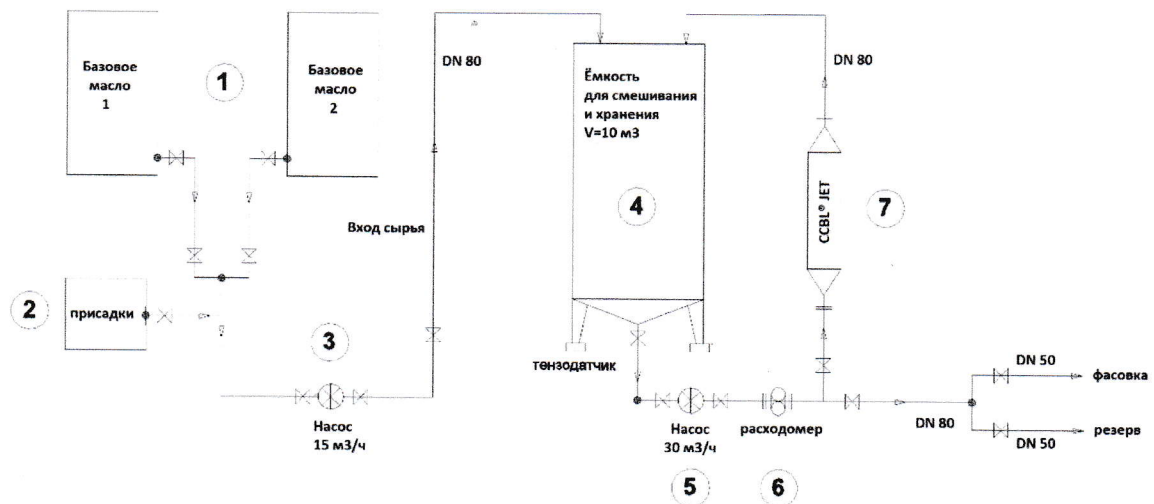 Базовое
масло
1
1
Базовое
масло
2
DN 80
Ёмкость
для смешивания
и хранения
V=10 м3
4
DN 80
CCBL® JET
7
Вход сырья
2
присадки
3
Насос
15 м3/ч
тензодатчик
Насос
30 м3/ч
5
расходомер
6
DN 80
DN 50
фасовка
DN 50
резерв